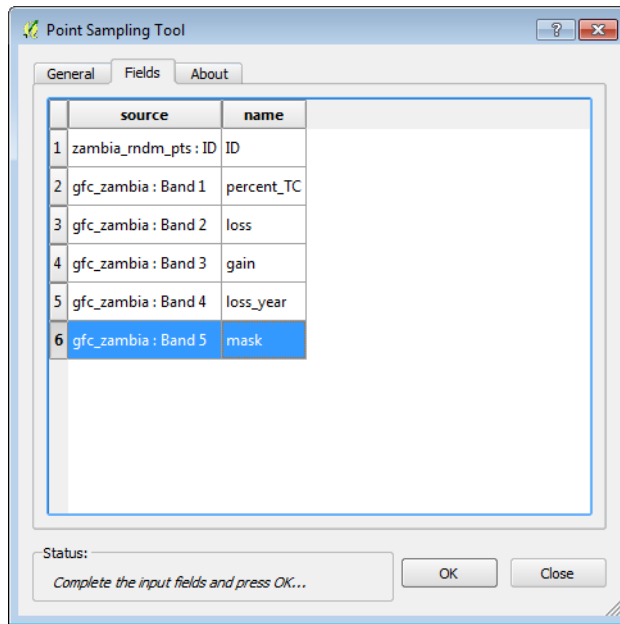 Point Sampling Tool
General Fields About
source name
1 zambia_rndm_pts : ID ID
2 gfc_zambia : Band 1 percent_TC
3 gfc_zambia : Band 2 loss
4 gfc_zambia : Band 3 gain
5 gfc_zambia : Band 4 loss_year
6 gfc_zambia : Band 5 mask
Status:
Complete the input fields and press OK...
OK Close